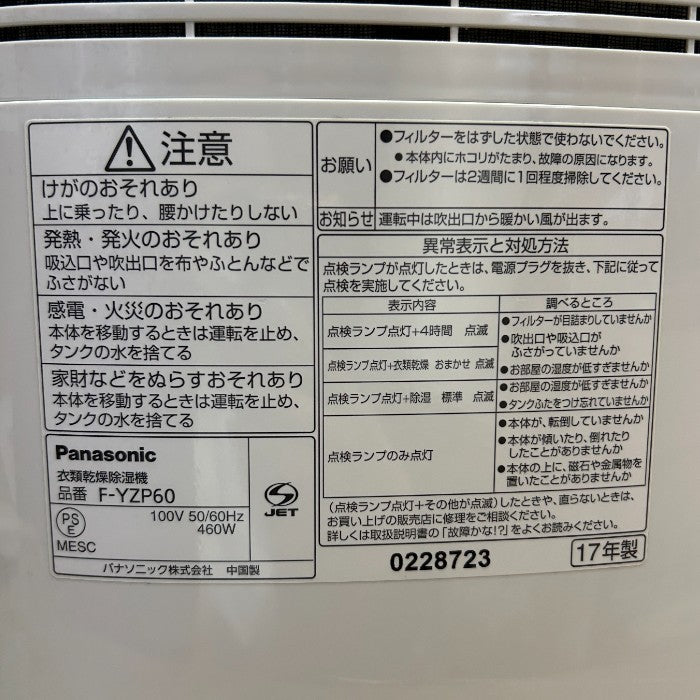 注意
けがのおそれあり
上に乗ったり、腰かけたりしない
発熱・発火のおそれあり
吸込口や吹出口を布やふとんなどで
ふさがない
感電・火災のおそれあり
本体を移動するときは運転を止め、
タンクの水を捨てる
家財などをぬらすおそれあり
本体を移動するときは運転を止め、
タンクの水を捨てる
Panasonic
衣類乾燥除湿機
品番 F-YZP60
PS
E
100V 50/60Hz
460W
MESC
JET
パナソニック株式会社 中国製
お願い
●フィルターをはずした状態で使わないでください。
●本体内にホコリがたまり、故障の原因になります。
●フィルターは2週間に1回程度掃除してください。
お知らせ 運転中は吹出口から暖かい風が出ます。
異常表示と対処方法
点検ランプが点灯したときは、電源プラグを抜き、下記に従って
点検を実施してください。
表示内容 調べるところ
点検ランプ点灯+4時間 点滅
●フィルターが目詰まりしていませんか
●吹出口や吸込口が
ふさがっていませんか
点検ランプ点灯+衣類乾燥 おまかせ 点滅
●お部屋の温度が低すぎませんか
点検ランプ点灯+除湿 標準 点滅
●お部屋の湿度が低すぎませんか
●タンクふたをつけ忘れていませんか
点検ランプのみ点灯
●本体が、転倒していませんか
●本体が傾いたり、倒れたり
したことがありませんか
●本体の上に、磁石や金属物を
置いたことがありませんか
(点検ランプ点灯+その他が点滅)したときや、直らないときは、
お買い上げの販売店に修理をご相談ください。
詳しくは取扱説明書の「故障かな!?」をよくお読みください。
0228723
17年製